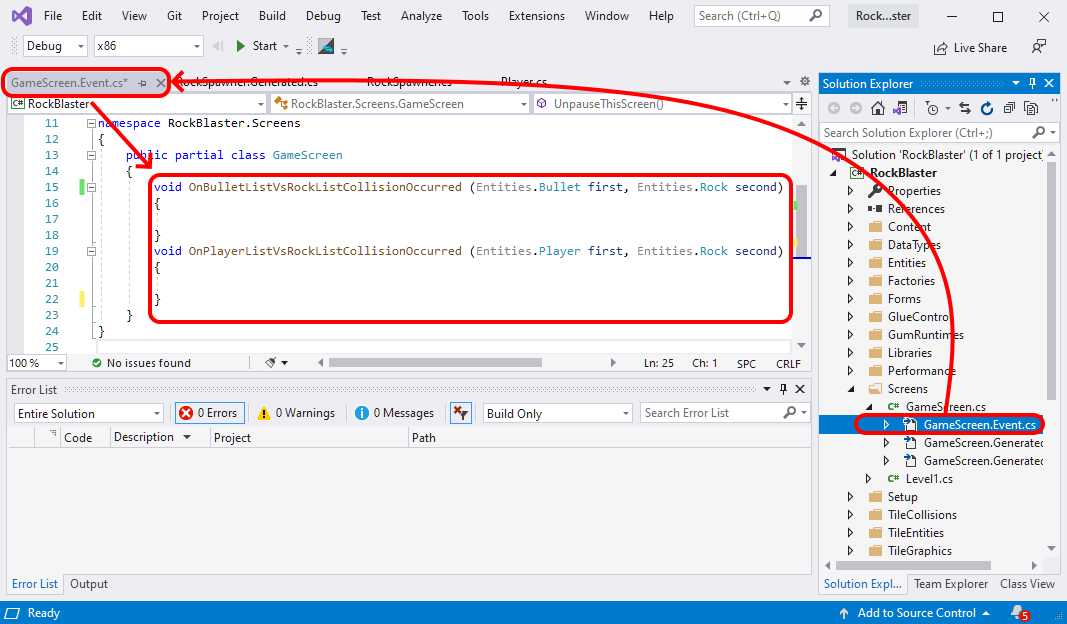 File Edit View Git Project Build Debug Test Analyze Tools Extensions Window Help Search (Ctrl+Q) Rock...ster
Debug x86 Start Live Share
GameScreen.Event.cs* RockSpawner.Generated.cs RockSpawner.cs Player.cs
C# RockBlaster RockBlaster.Screens.GameScreen UnpauseThisScreen()
11 namespace RockBlaster.Screens
12 {
13 public partial class GameScreen
14 {
15 void OnBulletListVsRockListCollisionOccurred (Entities.Bullet first, Entities.Rock second)
16 {
17
18 }
19 void OnPlayerListVsRockListCollisionOccurred (Entities.Player first, Entities.Rock second)
20 {
21
22 }
23 }
24 }
25
100 % No issues found Ln: 25 Ch: 1 SPC CRLF
Error List
Entire Solution 0 Errors 0 Warnings 0 Messages Build Only Search Error List
Code Description Project Path
Error List Output
Solution Explorer
Search Solution Explorer (Ctrl+;)
Solution 'RockBlaster' (1 of 1 project)
C# RockBlaster
Properties
References
Content
DataTypes
Entities
Factories
Forms
GlueControl
GumRuntimes
Libraries
Performance
Screens
C# GameScreen.cs
GameScreen.Event.cs
GameScreen.Generated
GameScreen.Generated
C# Level1.cs
Setup
TileCollisions
TileEntities
TileGraphics
Solution Expl... Team Explorer Class View
Ready Add to Source Control 5